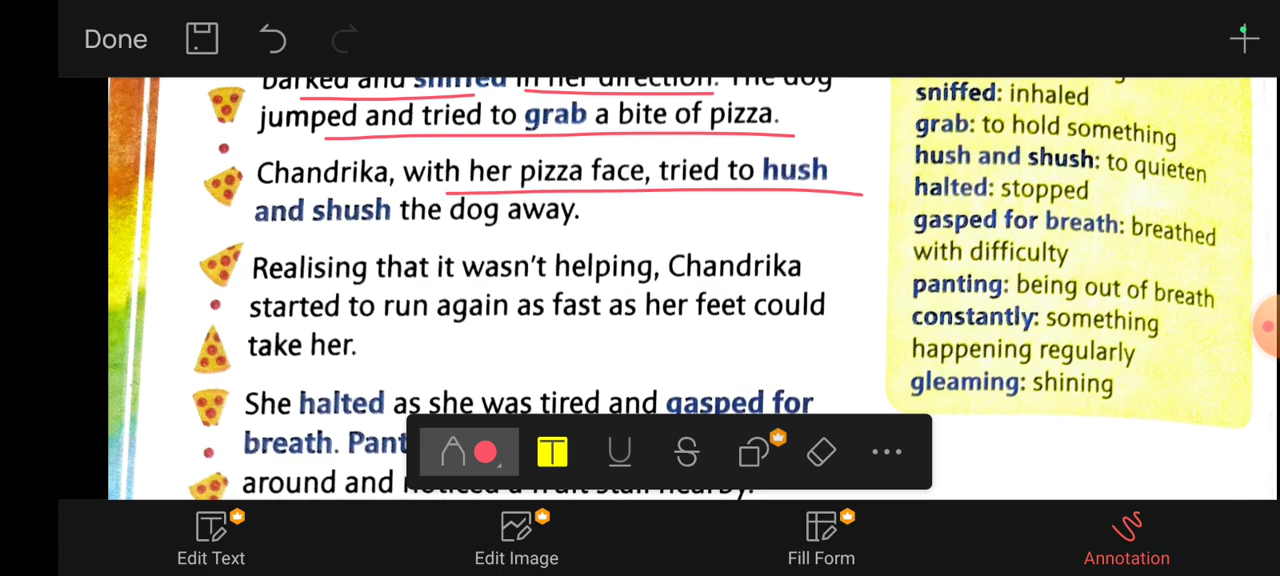 Done
barked and sniffed in her direction. The dog
jumped and tried to grab a bite of pizza.
Chandrika, with her pizza face, tried to hush
and shush the dog away.
Realising that it wasn't helping, Chandrika
started to run again as fast as her feet could
take her.
She halted as she was tired and gasped for
breath. Pant
around and noticed a fruit stall nearby.
sniffed: inhaled
grab: to hold something
hush and shush: to quieten
halted: stopped
gasped for breath: breathed
with difficulty
panting: being out of breath
constantly: something
happening regularly
gleaming: shining
Edit Text
Edit Image
Fill Form
Annotation